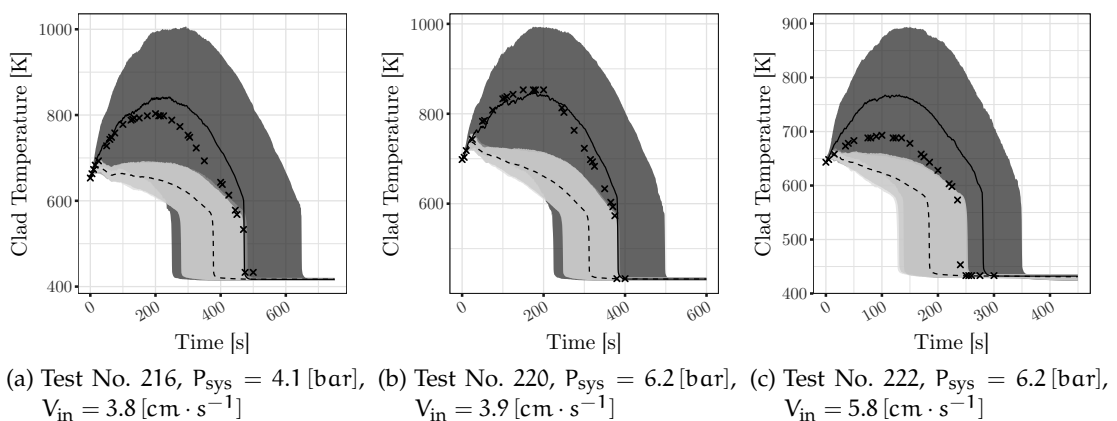 1000
800
600
400
Clad Temperature [K]
0
200
400
600
Time [s]
1000
800
600
Clad Temperature [K]
0
200
400
600
Time [s]
900
800
700
600
500
400
Clad Temperature [K]
0
100
200
300
400
Time [s]
(a) Test No. 216, P_sys = 4.1 [bar],
V_in = 3.8 [cm · s⁻¹]
(b) Test No. 220, P_sys = 6.2 [bar],
V_in = 3.9 [cm · s⁻¹]
(c) Test No. 222, P_sys = 6.2 [bar],
V_in = 5.8 [cm · s⁻¹]